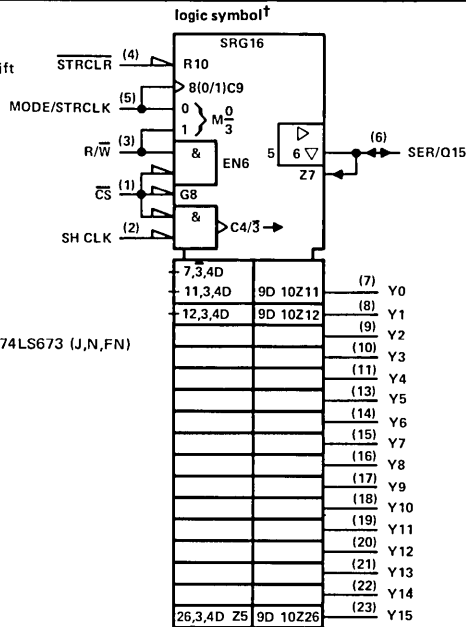 logic symbol†
SRG16
ift
STRCLR (4) R10
8(0/1)C9
MODE/STRCLK (5) 0
M 0/3
1
R/W (3) & EN6
5 6 ▽ (6) SER/Q15
Z7
CS (1) G8
&
SH CLK (2) C4/3 →
7,3,4D
11,3,4D 9D 10Z11 (7) Y0
12,3,4D 9D 10Z12 (8) Y1
(9) Y2
74LS673 (J,N,FN)
(10) Y3
(11) Y4
(13) Y5
(14) Y6
(15) Y7
(16) Y8
(17) Y9
(18) Y10
(19) Y11
(20) Y12
(21) Y13
(22) Y14
26,3,4D Z5 9D 10Z26 (23) Y15